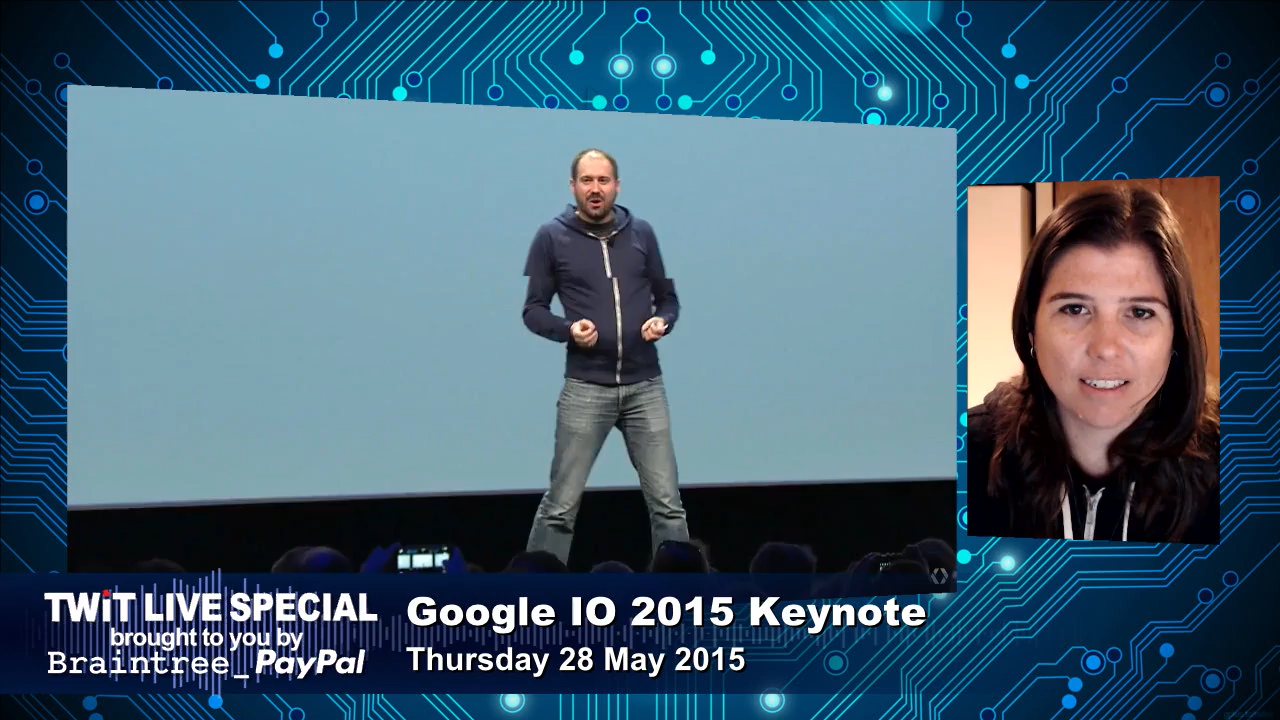 TWiT LIVE SPECIAL
brought to you by
Braintree_PayPal
Google IO 2015 Keynote
Thursday 28 May 2015